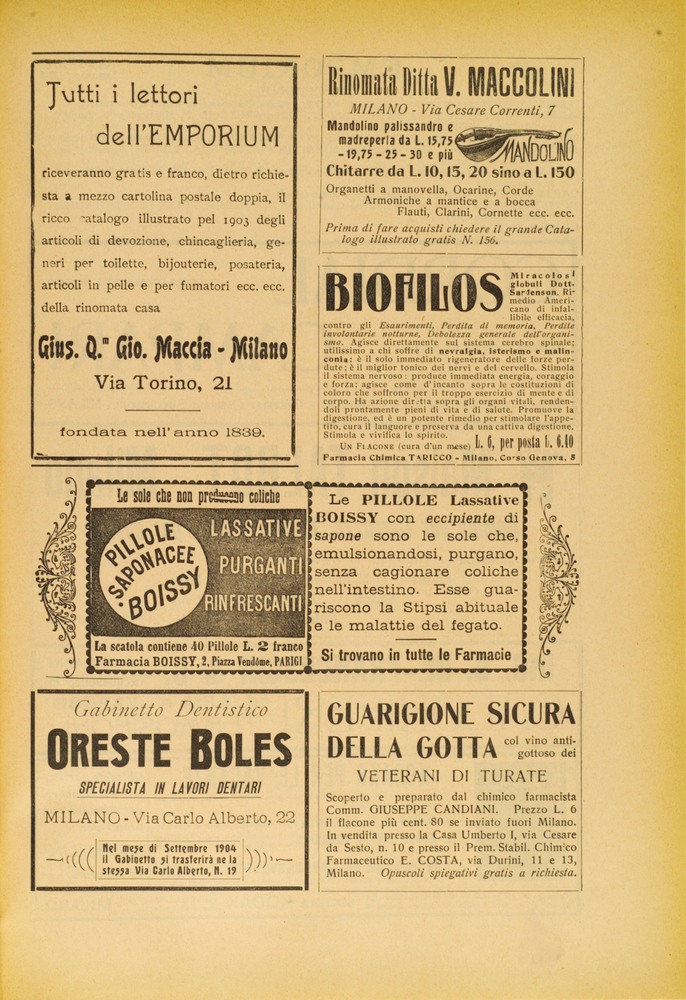 Tutti i lettori
dell'EMPORIUM
riceveranno gratis e franco, dietro richie-
sta a mezzo cartolina postale doppia, il
ricco catalogo illustrato pel 1903 degli
articoli di devozione, chincaglieria, ge-
neri per toilette, bijouterie, posateria,
articoli in pelle e per fumatori ecc. ecc.
della rinomata casa
Gius. Q.m Gio. Maccia - Milano
Via Torino, 21
fondata nell'anno 1839.
Rinomata Ditta V. MACCOLINI
MILANO - Via Cesare Correnti, 7
Mandolino palissandro e
madreperla da L. 15,75
- 19,75 - 25 - 30 e più
MANDOLINO
Chitarre da L. 10, 15, 20 sino a L. 150
Organetti a manovella, Ocarine, Corde
Armoniche a mantice e a bocca
Flauti, Clarini, Cornette ecc. ecc.
Prima di fare acquisti chiedere il grande Cata-
logo illustrato gratis N. 156.
BIOFILOS
Miracolosi
globuli Dott.
Sardenson. Ri-
medio Ameri-
cano di infal-
libile efficacia,
contro gli Esaurimenti, Perdita di memoria, Perdite
involontarie notturne, Debolezza generale dell'organi-
smo. Agisce direttamente sul sistema cerebro spinale;
utilissimo a chi soffre di nevralgia, isterismo e malin-
conia; è il solo immediato rigeneratore delle forze per-
dute; è il miglior tonico dei nervi e del cervello. Stimola
il sistema nervoso: produce immediata energia, coraggio
e forza; agisce come d'incanto sopra le costituzioni di
coloro che soffrono per il troppo esercizio di mente e di
corpo. Ha azione diretta sopra gli organi vitali, renden-
doli prontamente pieni di vita e di salute. Promuove la
digestione, ed è un potente rimedio per stimolare l'appe-
tito, cura il languore e preserva da una cattiva digestione.
Stimola e vivifica lo spirito.
UN FLACONE (cura d'un mese) L. 6, per posta L. 6.40
Farmacia Chimica TARICCO - Milano, Corso Genova, 5
Le sole che non producono coliche
PILLOLE
SAPONACEE
BOISSY
LASSATIVE
PURGANTI
RINFRESCANTI
La scatola contiene 40 Pillole L. 2 franco
Farmacia BOISSY, 2, Piazza Vendôme, PARIGI
Le PILLOLE Lassative
BOISSY con eccipiente di
sapone sono le sole che,
emulsionandosi, purgano,
senza cagionare coliche
nell'intestino. Esse gua-
riscono la Stipsi abituale
e le malattie del fegato.
Si trovano in tutte le Farmacie
Gabinetto Dentistico
ORESTE BOLES
SPECIALISTA IN LAVORI DENTARI
MILANO - Via Carlo Alberto, 22
Nel mese di Settembre 1904
il Gabinetto si trasferirà ne la
stessa Via Carlo Alberto, N. 19
GUARIGIONE SICURA
DELLA GOTTA col vino anti-
gottoso dei
VETERANI DI TURATE
Scoperto e preparato dal chimico farmacista
Comm. GIUSEPPE CANDIANI. Prezzo L. 6
il flacone più cent. 80 se inviato fuori Milano.
In vendita presso la Casa Umberto I, via Cesare
da Sesto, n. 10 e presso il Prem. Stabil. Chimico
Farmaceutico E. COSTA, via Durini, 11 e 13,
Milano. Opuscoli spiegativi gratis a richiesta.